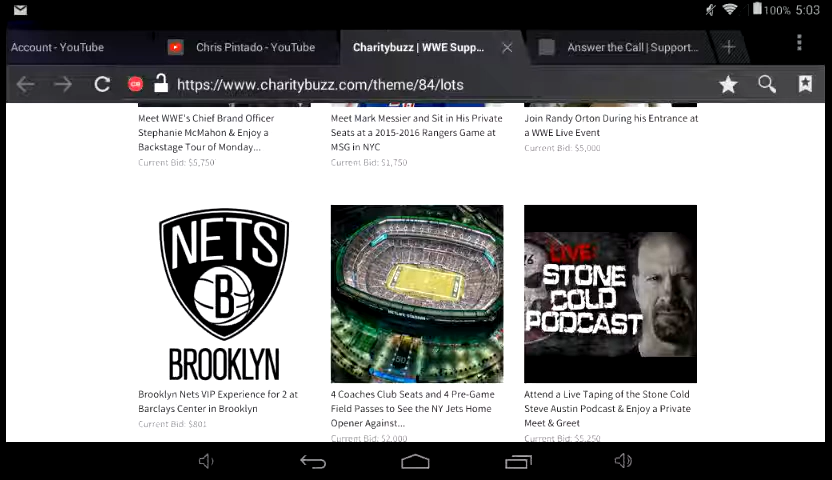 100% 5:03
Account - YouTube
Chris Pintado - YouTube
Charitybuzz | WWE Supp...
Answer the Call | Support...
https://www.charitybuzz.com/theme/84/lots
Meet WWE's Chief Brand Officer
Stephanie McMahon & Enjoy a
Backstage Tour of Monday...
Current Bid: $5,750
Meet Mark Messier and Sit in His Private
Seats at a 2015-2016 Rangers Game at
MSG in NYC
Current Bid: $1,750
Join Randy Orton During his Entrance at
a WWE Live Event
Current Bid: $5,000
NETS
B
BROOKLYN
Brooklyn Nets VIP Experience for 2 at
Barclays Center in Brooklyn
Current Bid: $801
METLIFE STADIUM
50
4 Coaches Club Seats and 4 Pre-Game
Field Passes to See the NY Jets Home
Opener Against...
Current Bid: $2,000
LIVE:
STONE
COLD
PODCAST
Attend a Live Taping of the Stone Cold
Steve Austin Podcast & Enjoy a Private
Meet & Greet
Current Bid: $5,250